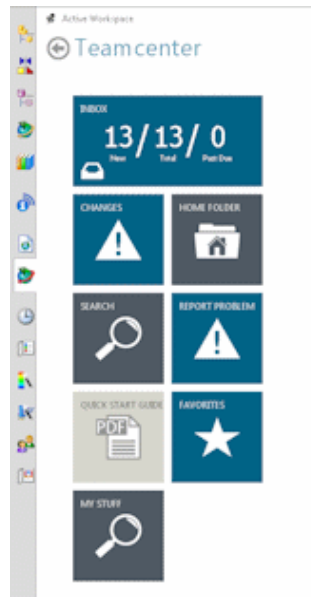 Active Workspace
Teamcenter
INBOX
13/13/0
New Total Past Due
CHANGES
HOME FOLDER
SEARCH
REPORT PROBLEM
QUICK START GUIDE
PDF
FAVORITES
MY STUFF